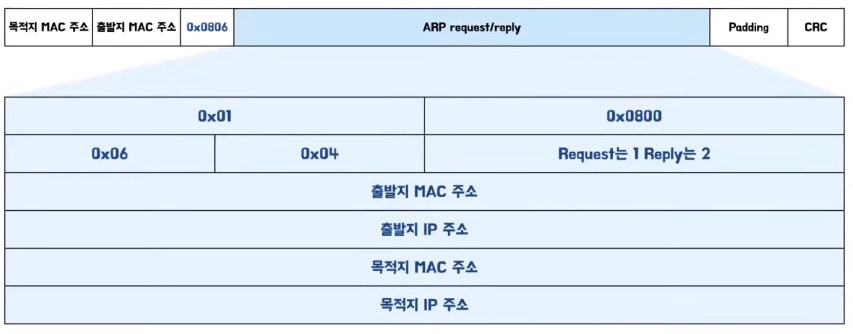 목적지 MAC 주소 출발지 MAC 주소 0x0806 ARP request/reply Padding CRC
0x01 0x0800
0x06 0x04 Request는 1 Reply는 2
출발지 MAC 주소
출발지 IP 주소
목적지 MAC 주소
목적지 IP 주소